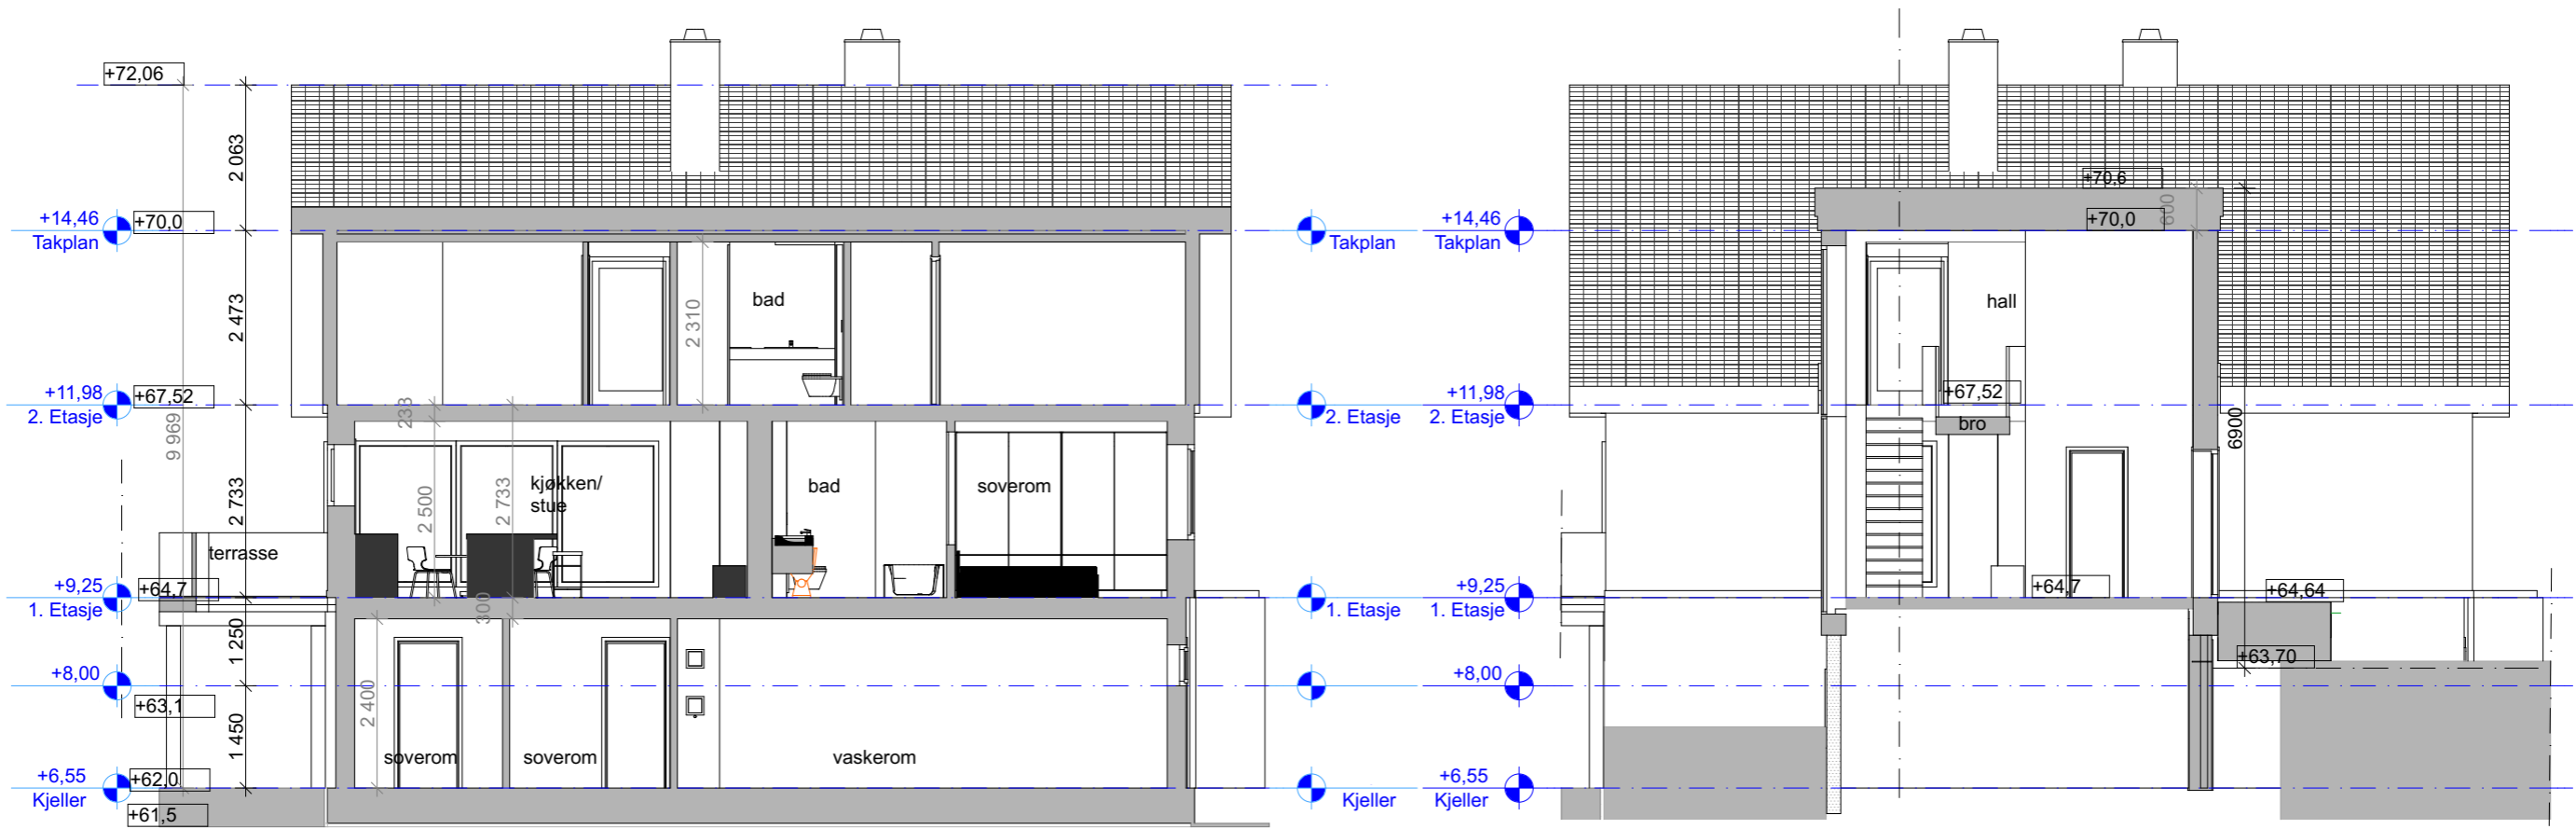 +72,06
2 063
+14,46
Takplan
+70,0
2 473
2 310
bad
+11,98
2. Etasje
+67,52
233
9 969
2 733
2 500
2 733
kjøkken/
stue
bad
soverom
terrasse
+9,25
1. Etasje
+64,7
300
1 250
+8,00
+63,1
2 400
1 450
soverom
soverom
vaskerom
+6,55
Kjeller
+62,0
+61,5
Takplan
2. Etasje
1. Etasje
Kjeller
+14,46
Takplan
+11,98
2. Etasje
+9,25
1. Etasje
+8,00
+6,55
Kjeller
+70,6
600
+70,0
hall
+67,52
bro
6900
+64,7
+64,64
+63,70